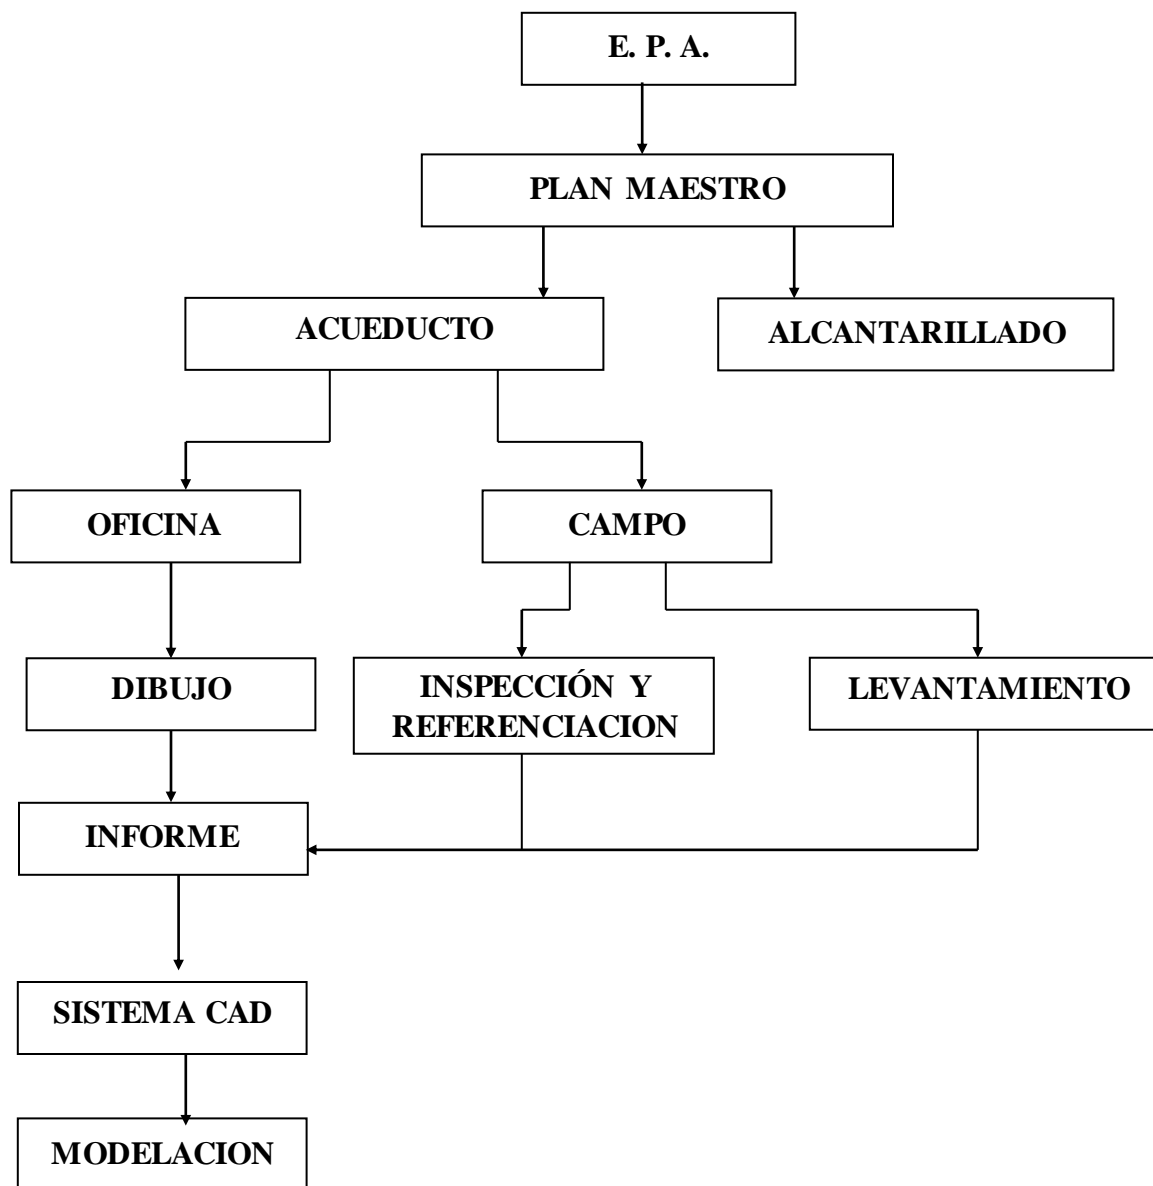 E. P. A.
PLAN MAESTRO
ACUEDUCTO
ALCANTARILLADO
OFICINA
CAMPO
DIBUJO
INSPECCIÓN Y
REFERENCIACION
LEVANTAMIENTO
INFORME
SISTEMA CAD
MODELACION